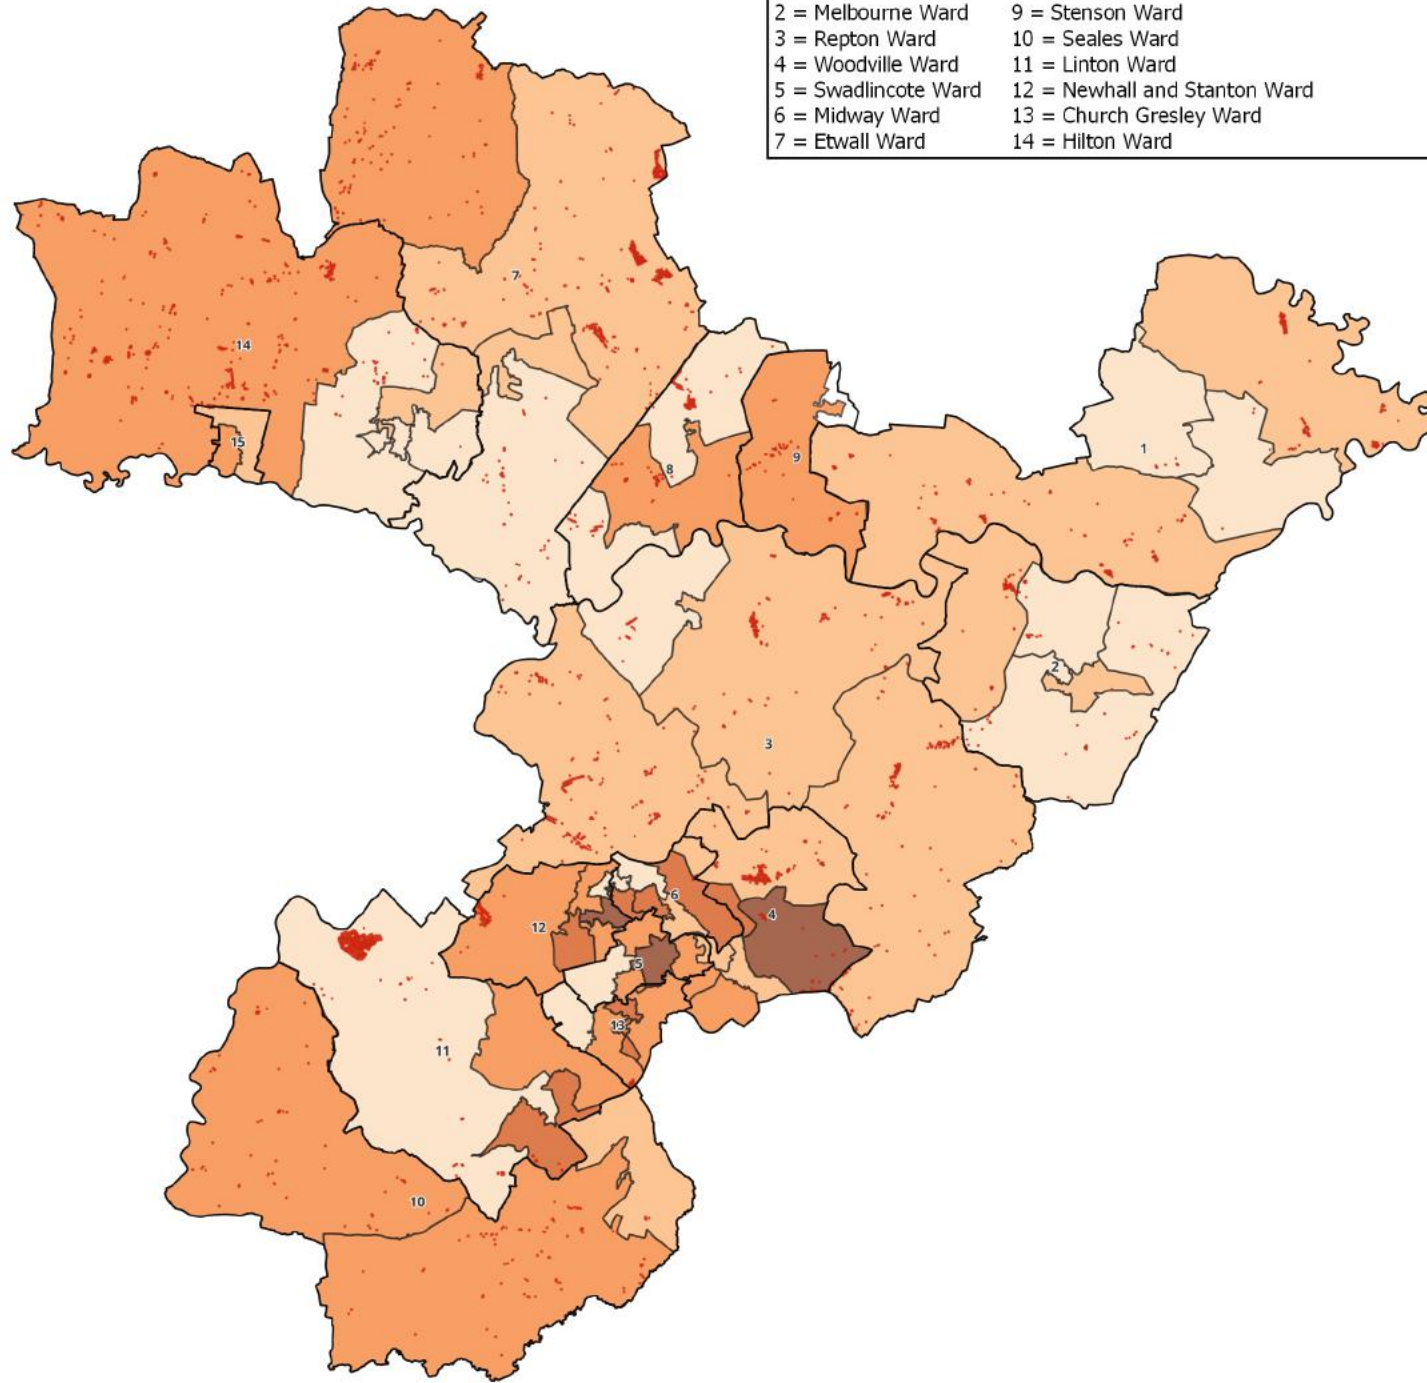 2 = Melbourne Ward 9 = Stenson Ward
3 = Repton Ward 10 = Seales Ward
4 = Woodville Ward 11 = Linton Ward
5 = Swadlincote Ward 12 = Newhall and Stanton Ward
6 = Midway Ward 13 = Church Gresley Ward
7 = Etwall Ward 14 = Hilton Ward
7
14
15
8
9
1
2
3
6
4
12
5
13
11
10